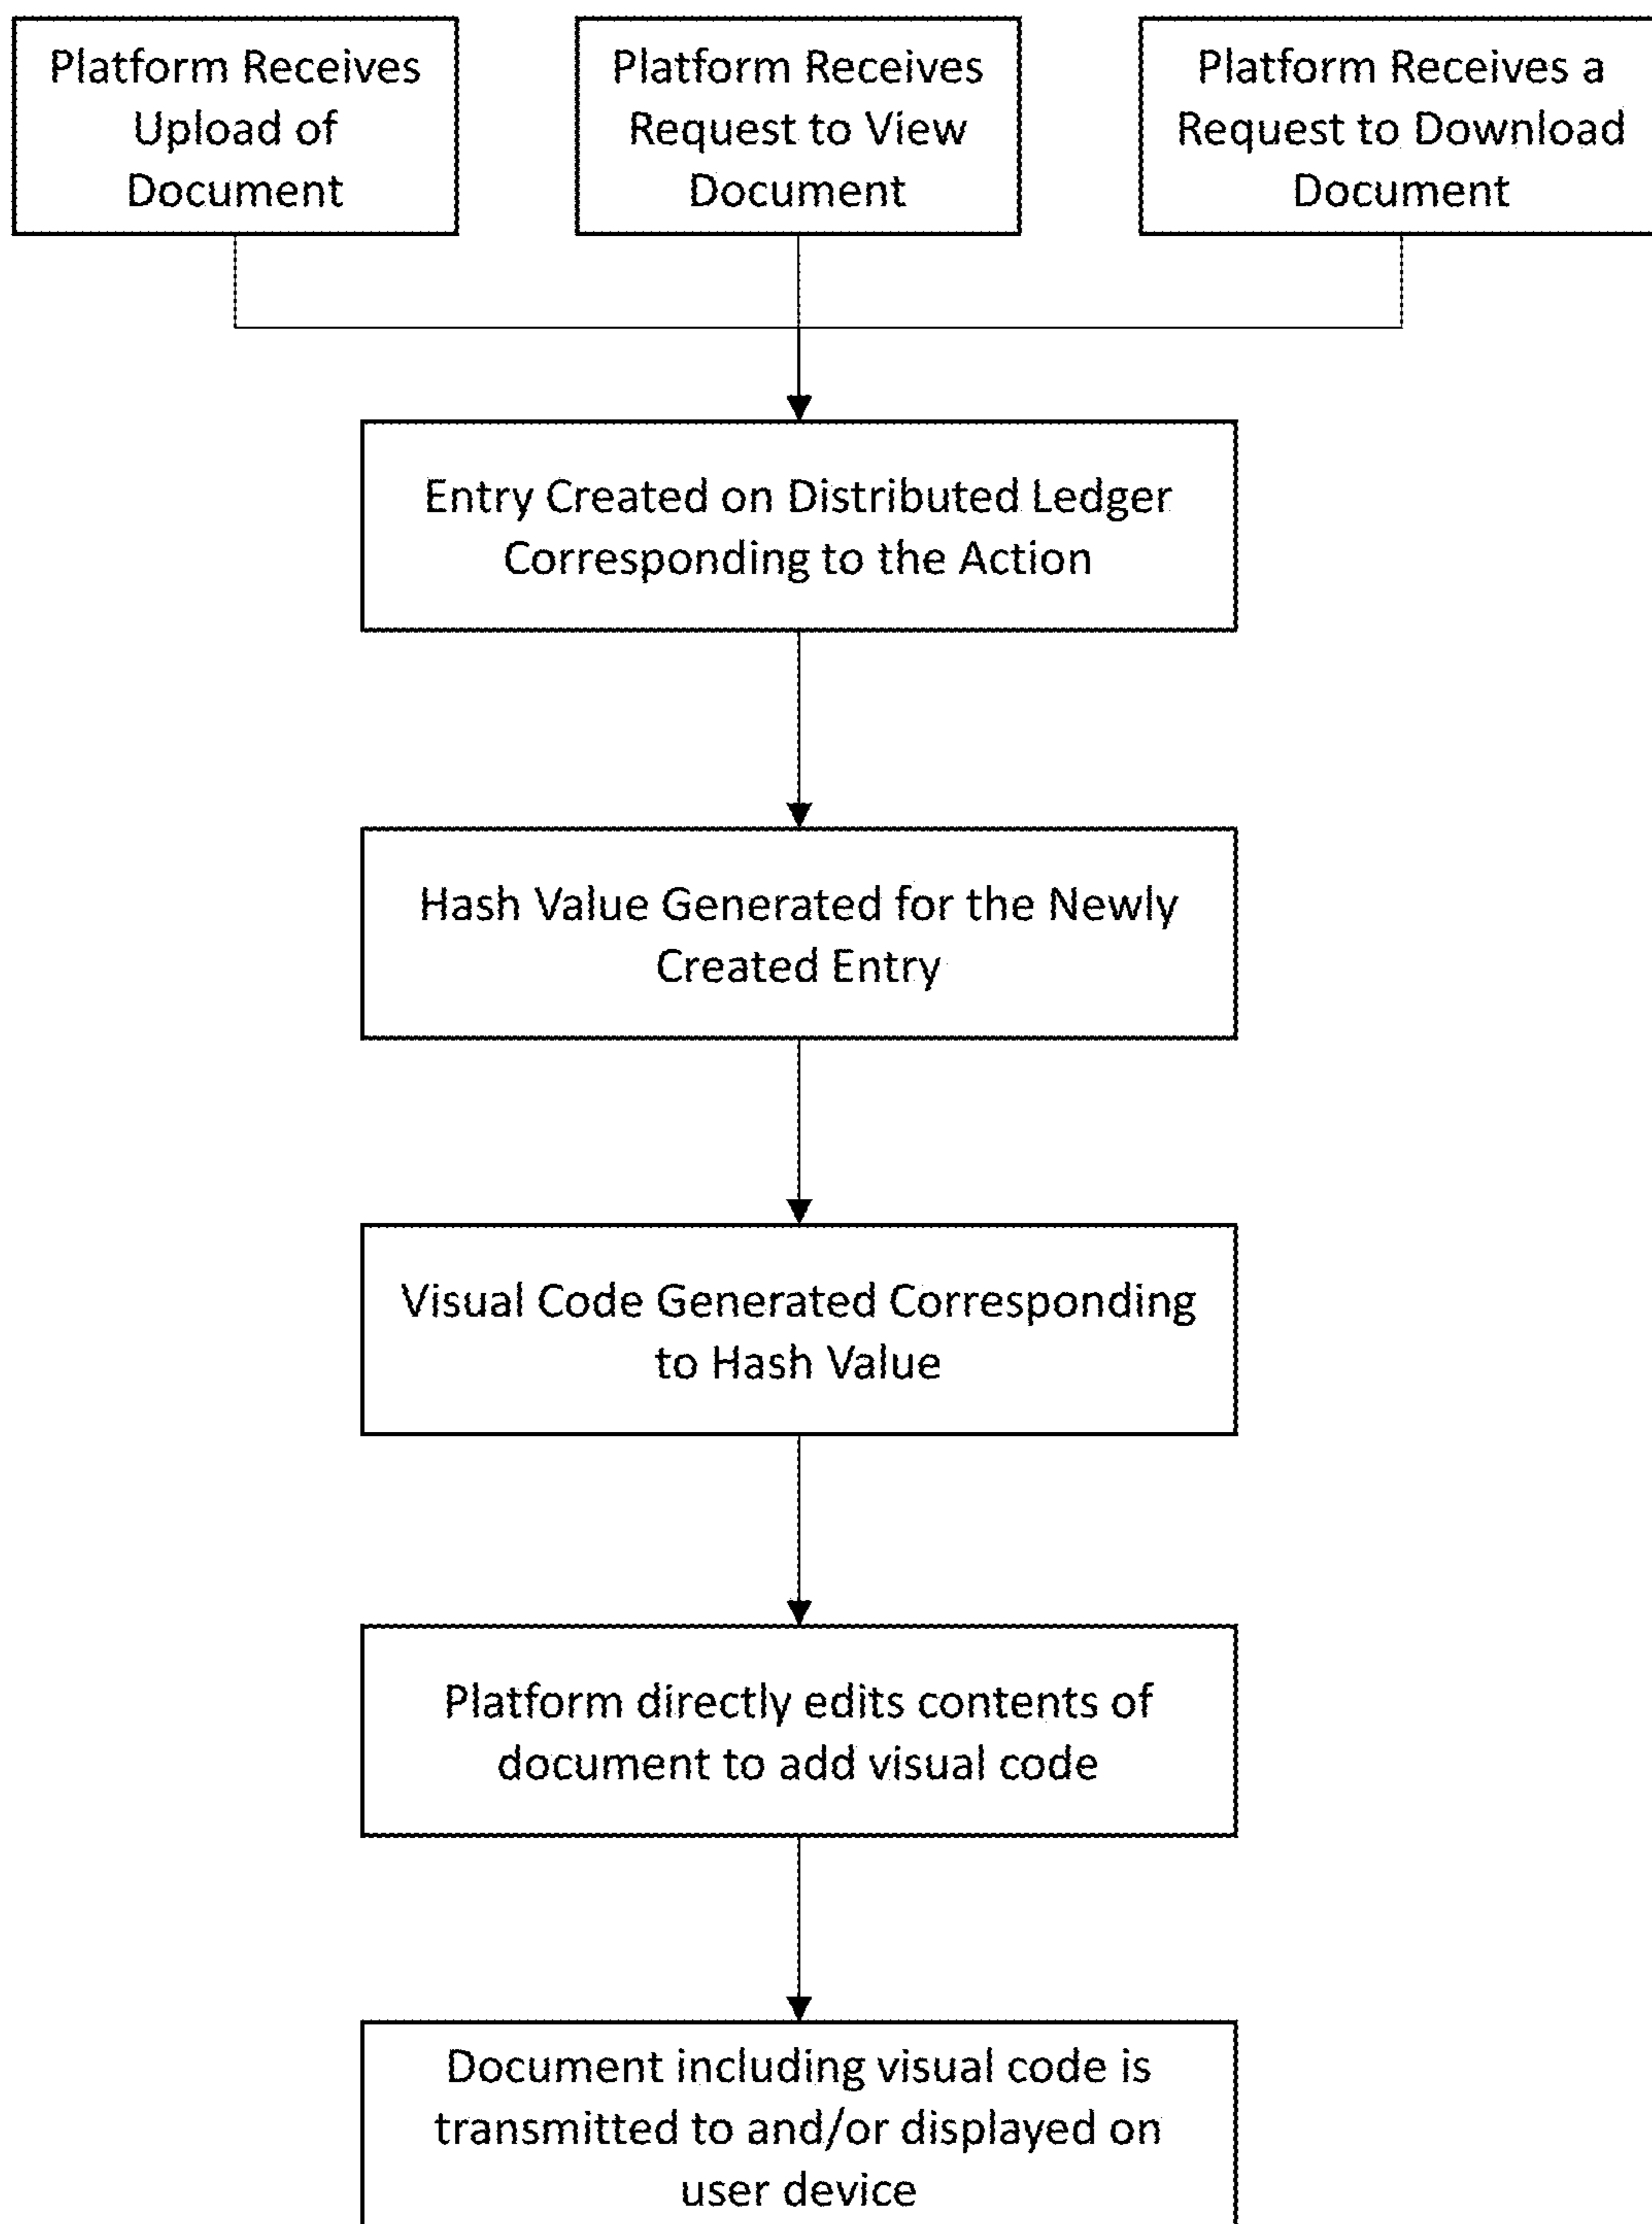 Platform Receives
Upload of
Document
Platform Receives
Request to View
Document
Platform Receives a
Request to Download
Document
Entry Created on Distributed Ledger
Corresponding to the Action
Hash Value Generated for the Newly
Created Entry
Visual Code Generated Corresponding
to Hash Value
Platform directly edits contents of
document to add visual code
Document including visual code is
transmitted to and/or displayed on
user device